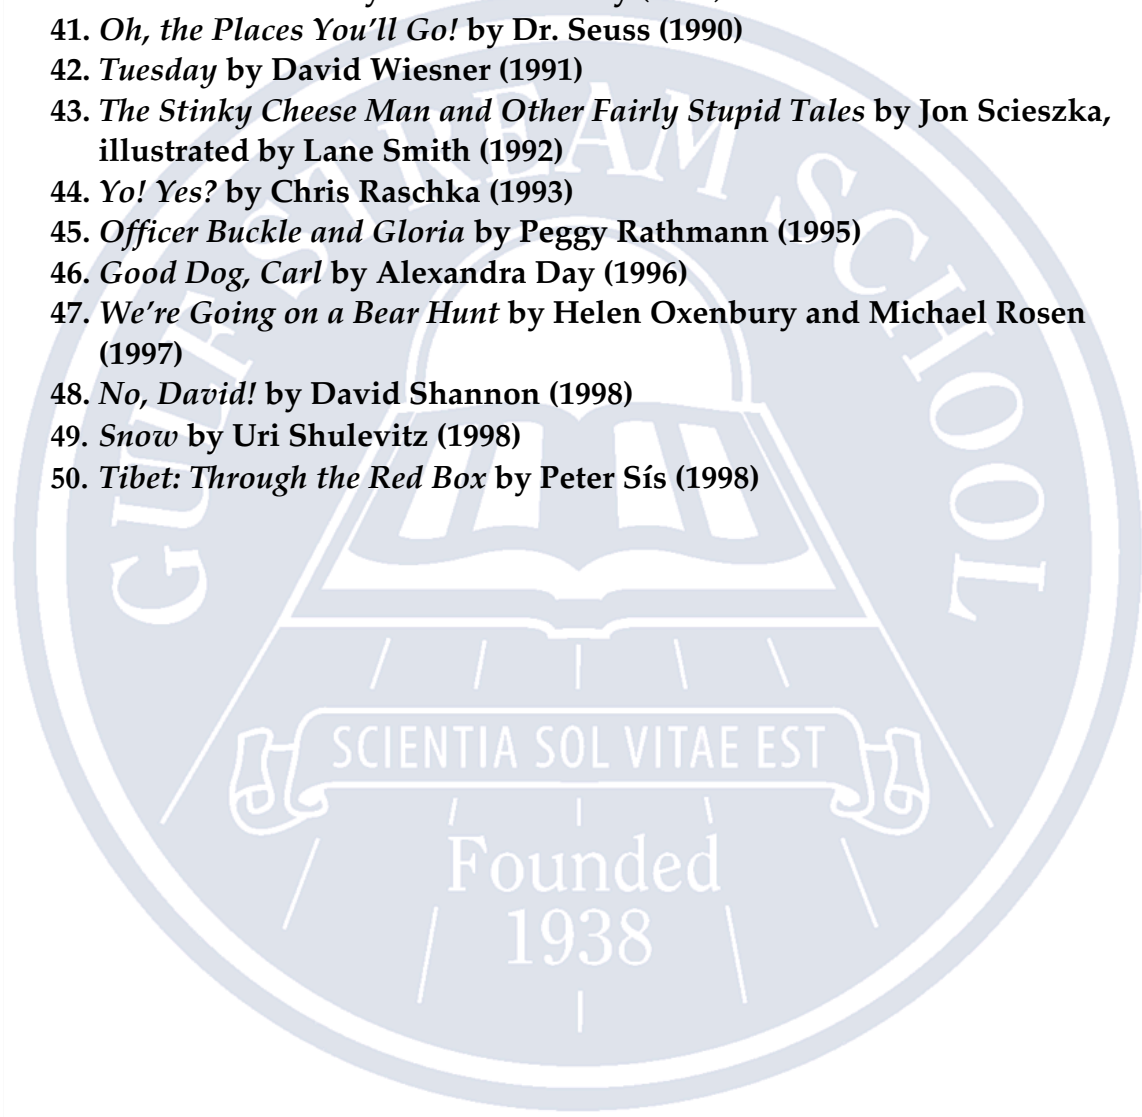 41. Oh, the Places You'll Go! by Dr. Seuss (1990)
42. Tuesday by David Wiesner (1991)
43. The Stinky Cheese Man and Other Fairly Stupid Tales by Jon Scieszka,
illustrated by Lane Smith (1992)
44. Yo! Yes? by Chris Raschka (1993)
45. Officer Buckle and Gloria by Peggy Rathmann (1995)
46. Good Dog, Carl by Alexandra Day (1996)
47. We're Going on a Bear Hunt by Helen Oxenbury and Michael Rosen
(1997)
48. No, David! by David Shannon (1998)
49. Snow by Uri Shulevitz (1998)
50. Tibet: Through the Red Box by Peter Sís (1998)
GULF STREAM SCHOOL
SCIENTIA SOL VITAE EST
Founded
1938